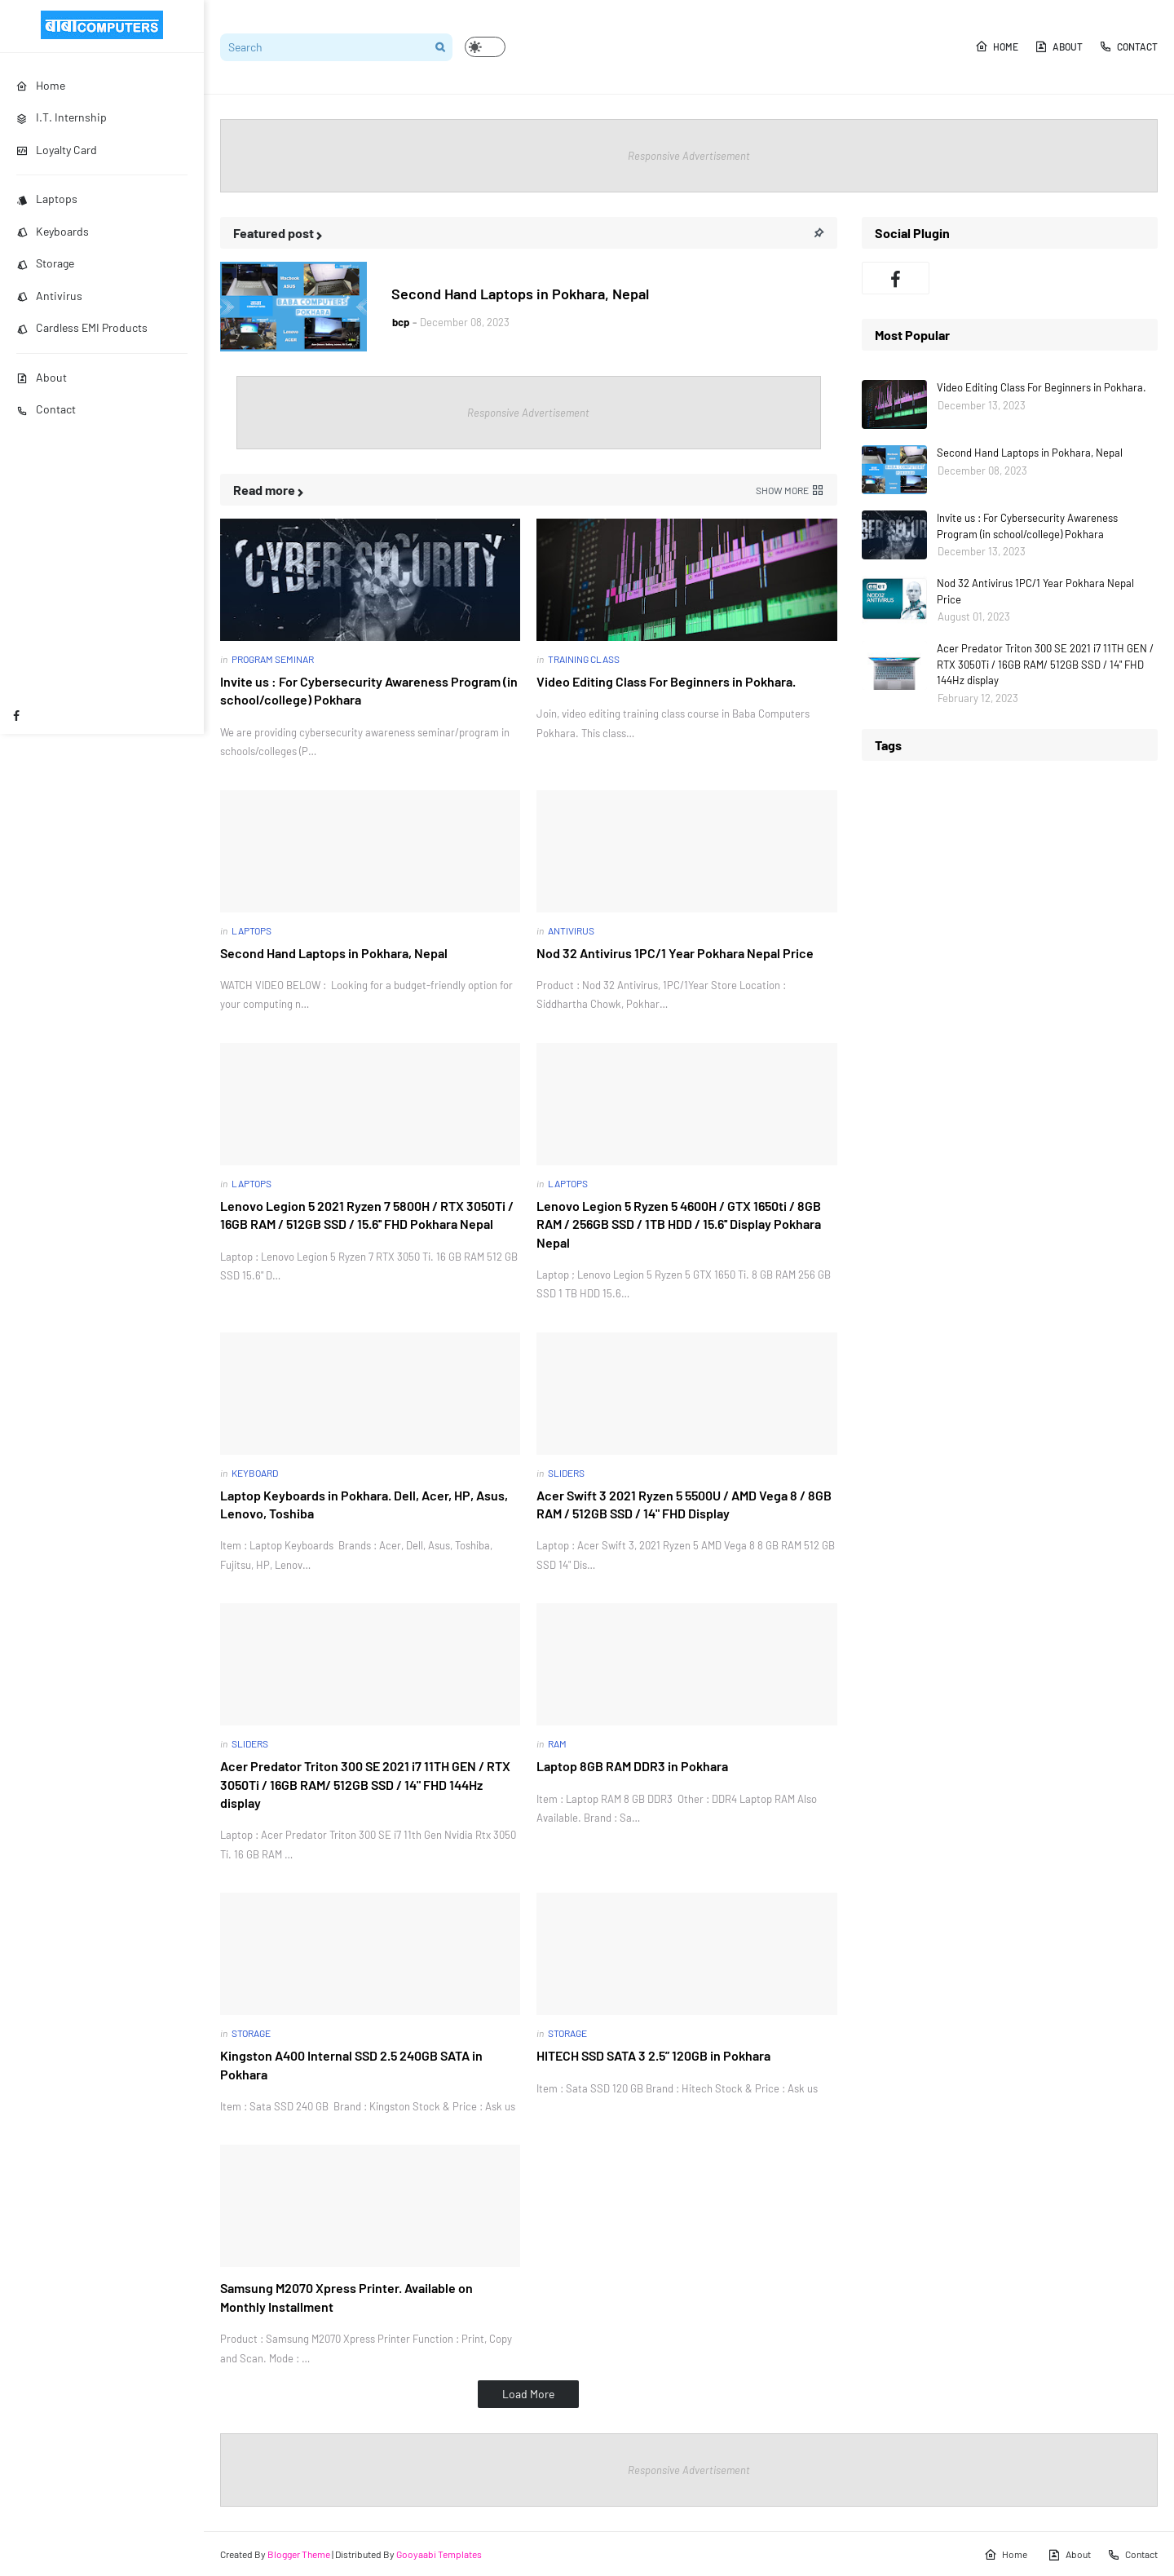 बाबा COMPUTERS
Home
I.T. Internship
Loyalty Card
Laptops
Keyboards
Storage
Antivirus
Cardless EMI Products
About
Contact
Search
HOME
ABOUT
CONTACT
Responsive Advertisement
Featured post
Second Hand Laptops in Pokhara, Nepal
bcp - December 08, 2023
BABA COMPUTERS
POKHARA
Responsive Advertisement
Read more
SHOW MORE
CYBER SECURITY
in PROGRAM SEMINAR
Invite us : For Cybersecurity Awareness Program (in
school/college) Pokhara
We are providing cybersecurity awareness seminar/program in
schools/colleges (P…
in TRAINING CLASS
Video Editing Class For Beginners in Pokhara.
Join, video editing training class course in Baba Computers
Pokhara. This class…
in LAPTOPS
Second Hand Laptops in Pokhara, Nepal
WATCH VIDEO BELOW :  Looking for a budget-friendly option for
your computing n…
in ANTIVIRUS
Nod 32 Antivirus 1PC/1 Year Pokhara Nepal Price
Product : Nod 32 Antivirus, 1PC/1Year Store Location :
Siddhartha Chowk, Pokhar…
in LAPTOPS
Lenovo Legion 5 2021 Ryzen 7 5800H / RTX 3050Ti /
16GB RAM / 512GB SSD / 15.6" FHD Pokhara Nepal
Laptop : Lenovo Legion 5 Ryzen 7 RTX 3050 Ti. 16 GB RAM 512 GB
SSD 15.6" D…
in LAPTOPS
Lenovo Legion 5 Ryzen 5 4600H / GTX 1650ti / 8GB
RAM / 256GB SSD / 1TB HDD / 15.6" Display Pokhara
Nepal
Laptop : Lenovo Legion 5 Ryzen 5 GTX 1650 Ti. 8 GB RAM 256 GB
SSD 1 TB HDD 15.6…
in KEYBOARD
Laptop Keyboards in Pokhara. Dell, Acer, HP, Asus,
Lenovo, Toshiba
Item : Laptop Keyboards  Brands : Acer, Dell, Asus, Toshiba,
Fujitsu, HP, Lenov…
in SLIDERS
Acer Swift 3 2021 Ryzen 5 5500U / AMD Vega 8 / 8GB
RAM / 512GB SSD / 14" FHD Display
Laptop : Acer Swift 3, 2021 Ryzen 5 AMD Vega 8 8 GB RAM 512 GB
SSD 14" Dis…
in SLIDERS
Acer Predator Triton 300 SE 2021 i7 11TH GEN / RTX
3050Ti / 16GB RAM/ 512GB SSD / 14" FHD 144Hz
display
Laptop : Acer Predator Triton 300 SE i7 11th Gen Nvidia Rtx 3050
Ti. 16 GB RAM …
in RAM
Laptop 8GB RAM DDR3 in Pokhara
Item : Laptop RAM 8 GB DDR3  Other : DDR4 Laptop RAM Also
Available. Brand : Sa…
in STORAGE
Kingston A400 Internal SSD 2.5 240GB SATA in
Pokhara
Item : Sata SSD 240 GB  Brand : Kingston Stock & Price : Ask us
in STORAGE
HITECH SSD SATA 3 2.5” 120GB in Pokhara
Item : Sata SSD 120 GB Brand : Hitech Stock & Price : Ask us
Samsung M2070 Xpress Printer. Available on
Monthly Installment
Product : Samsung M2070 Xpress Printer Function : Print, Copy
and Scan. Mode : …
Load More
Social Plugin
Most Popular
Video Editing Class For Beginners in Pokhara.
December 13, 2023
Second Hand Laptops in Pokhara, Nepal
December 08, 2023
Invite us : For Cybersecurity Awareness
Program (in school/college) Pokhara
December 13, 2023
Nod 32 Antivirus 1PC/1 Year Pokhara Nepal
Price
August 01, 2023
Acer Predator Triton 300 SE 2021 i7 11TH GEN /
RTX 3050Ti / 16GB RAM/ 512GB SSD / 14" FHD
144Hz display
February 12, 2023
Tags
Responsive Advertisement
Created By Blogger Theme | Distributed By Gooyaabi Templates
Home
About
Contact